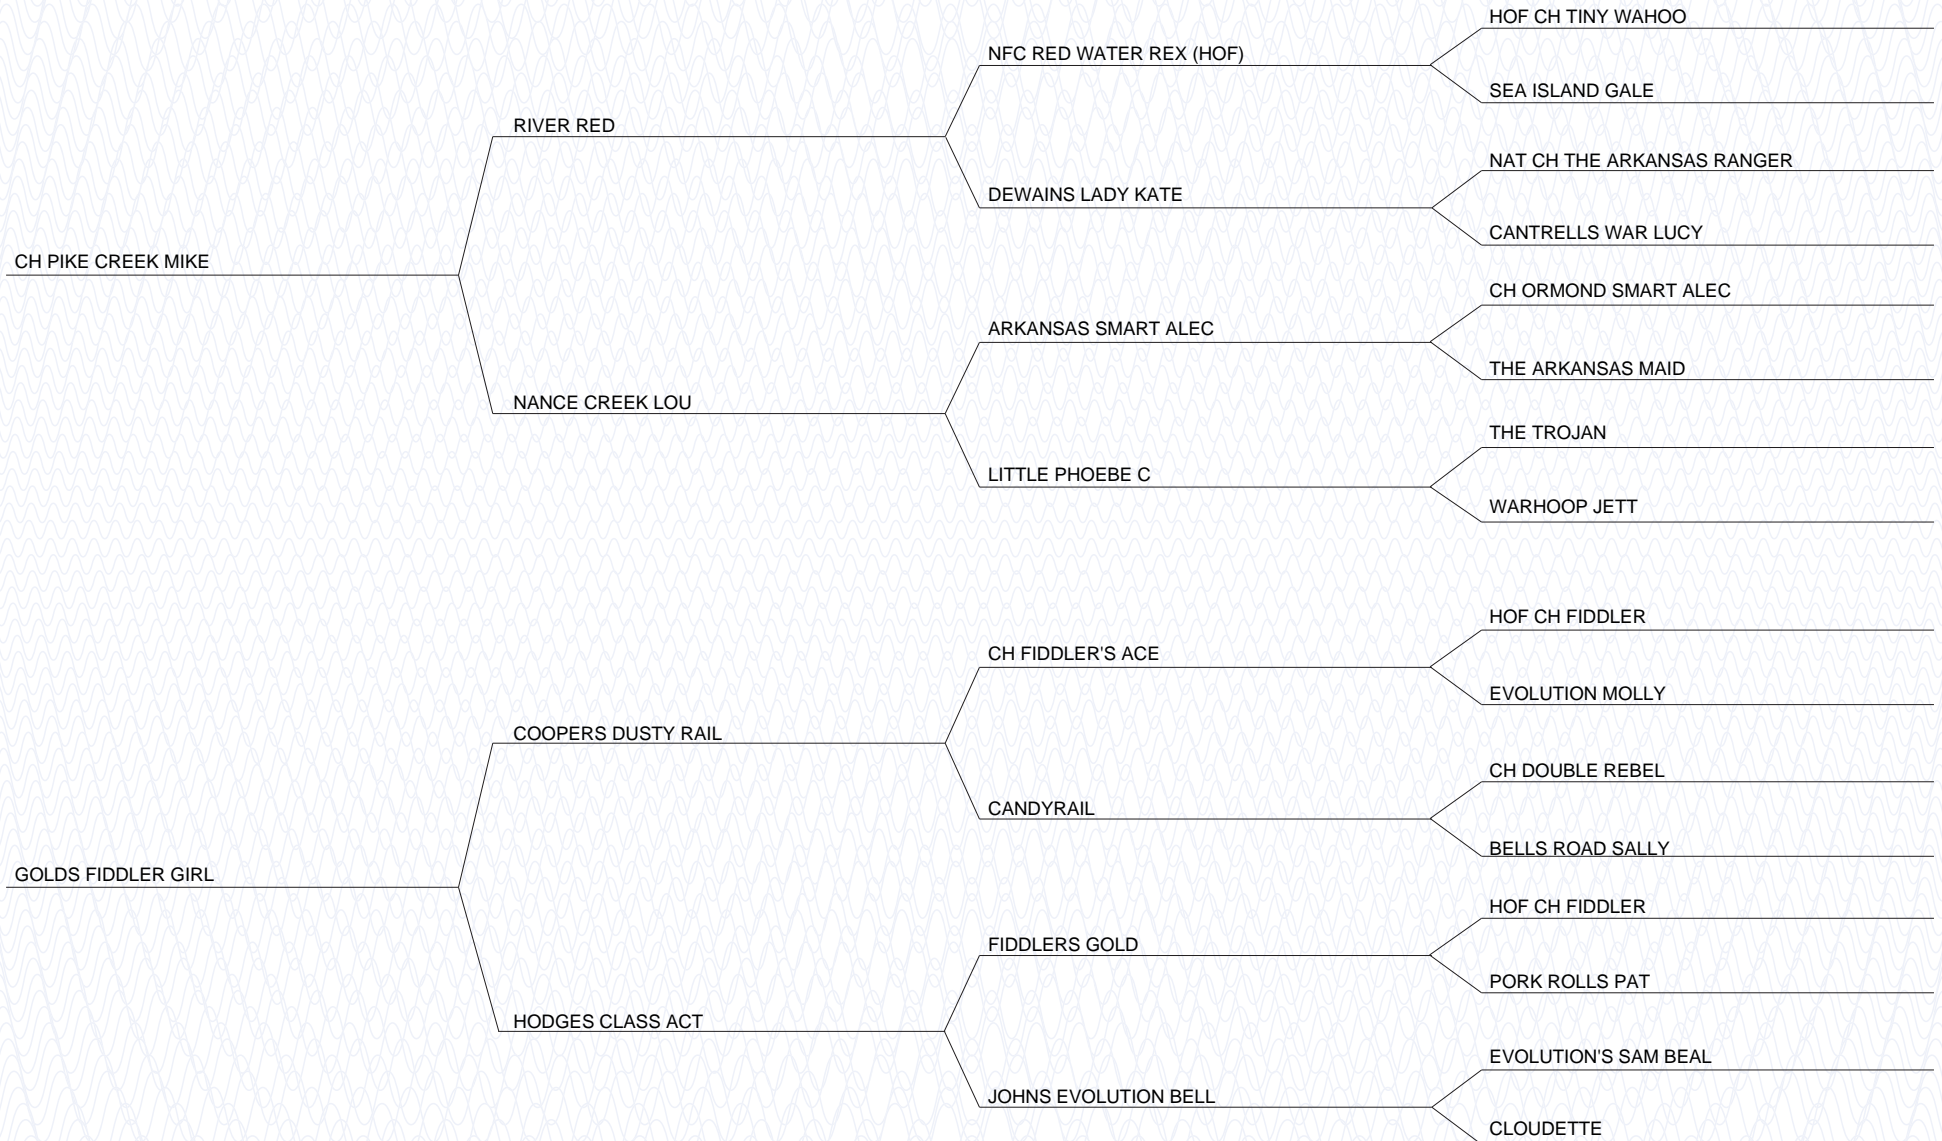 HOF CH TINY WAHOO
NFC RED WATER REX (HOF)
SEA ISLAND GALE
RIVER RED
NAT CH THE ARKANSAS RANGER
DEWAINS LADY KATE
CANTRELLS WAR LUCY
CH PIKE CREEK MIKE
CH ORMOND SMART ALEC
ARKANSAS SMART ALEC
THE ARKANSAS MAID
NANCE CREEK LOU
THE TROJAN
LITTLE PHOEBE C
WARHOOP JETT
HOF CH FIDDLER
CH FIDDLER'S ACE
EVOLUTION MOLLY
COOPERS DUSTY RAIL
CH DOUBLE REBEL
CANDYRAIL
BELLS ROAD SALLY
GOLDS FIDDLER GIRL
HOF CH FIDDLER
FIDDLERS GOLD
PORK ROLLS PAT
HODGES CLASS ACT
EVOLUTION'S SAM BEAL
JOHNS EVOLUTION BELL
CLOUDETTE